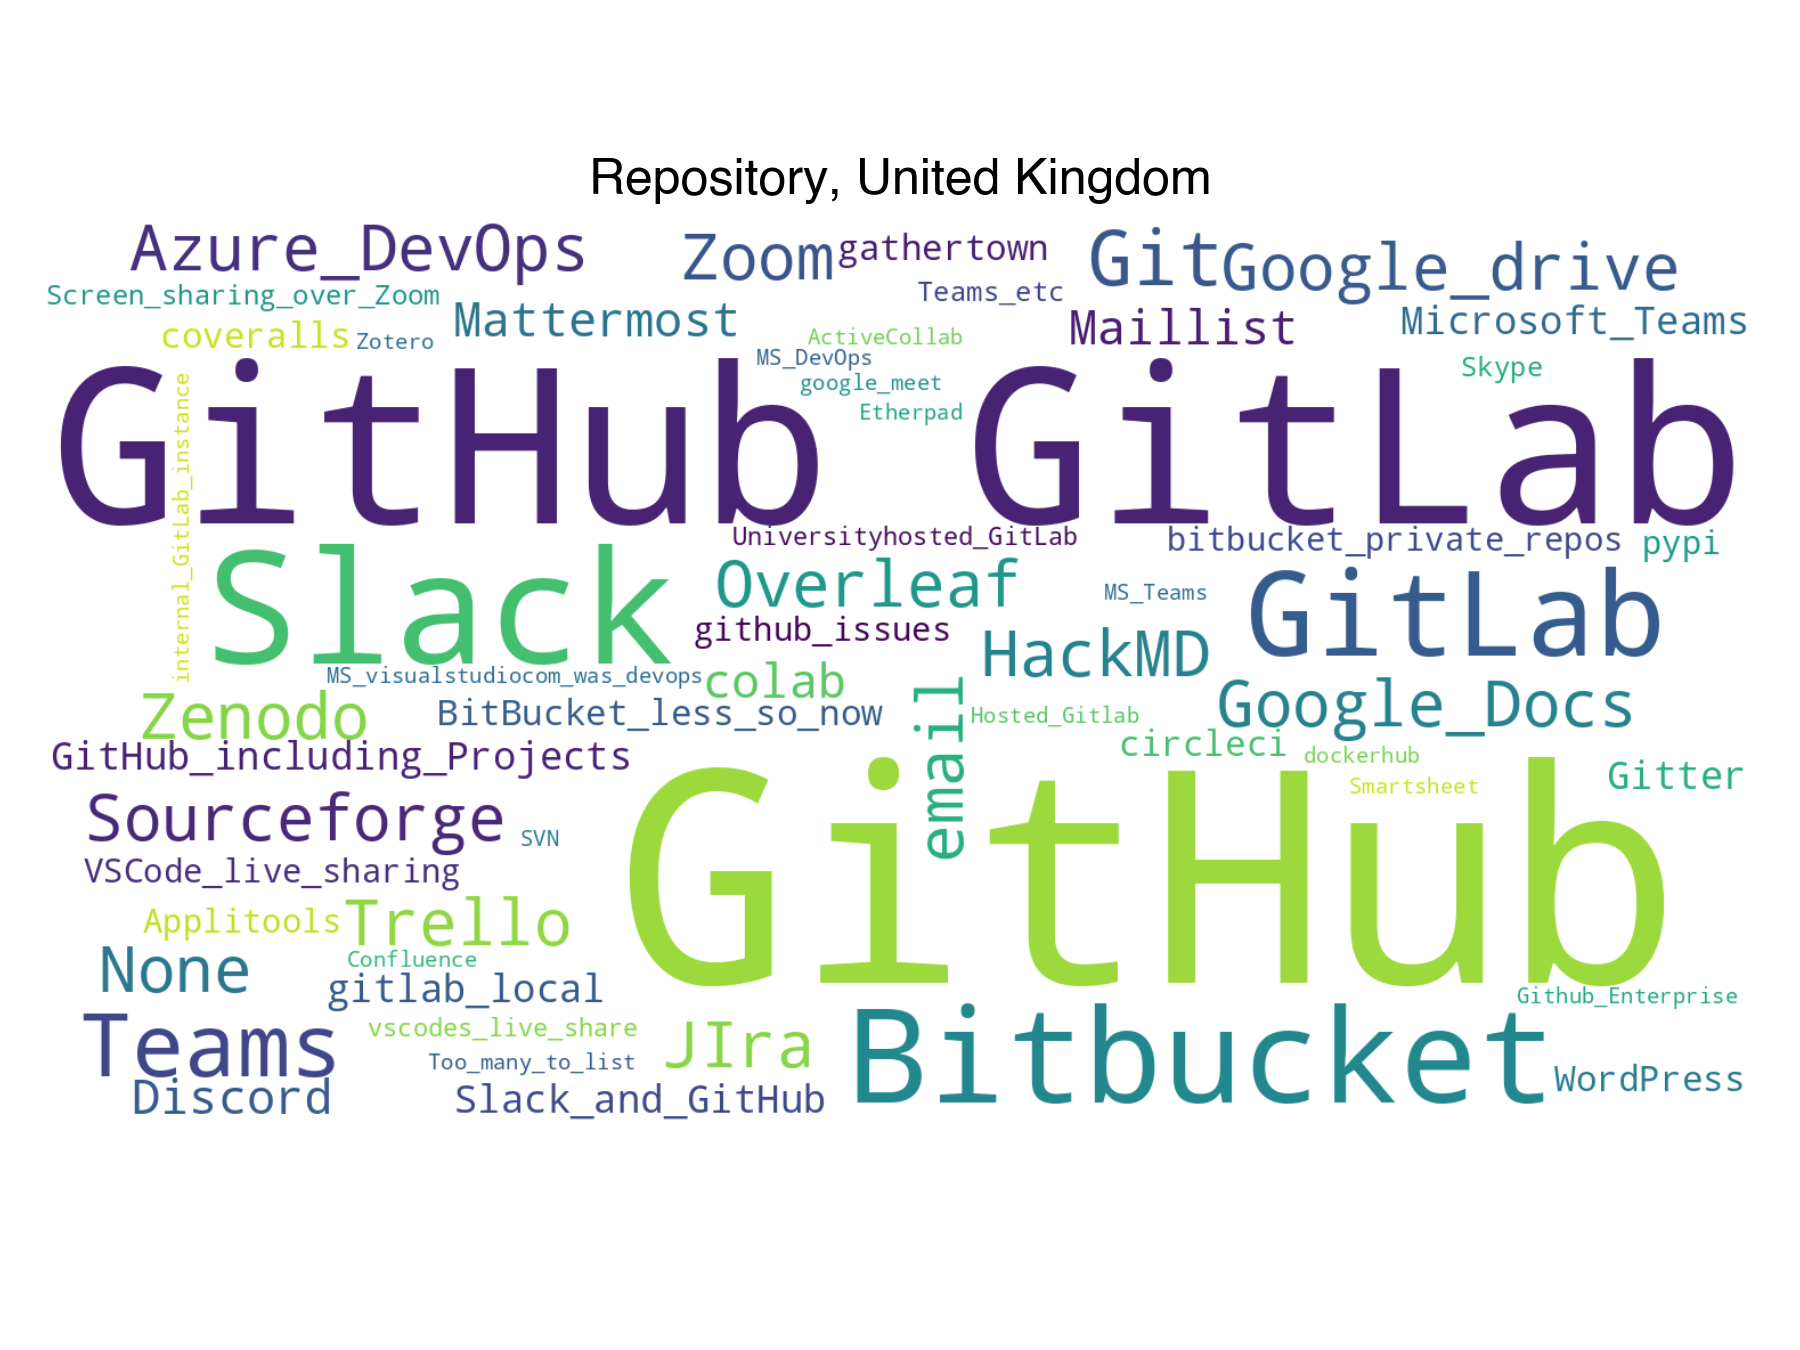 Repository, United Kingdom
Azure_DevOps
Zoom
gathertown
Git
Google_drive
Screen_sharing_over_Zoom
Teams_etc
Mattermost
Maillist
Microsoft_Teams
coveralls
Zotero
ActiveCollab
MS_DevOps
Skype
google_meet
Etherpad
GitHub
GitLab
internal_GitLab_instance
Universityhosted_GitLab
bitbucket_private_repos
pypi
Slack
Overleaf
MS_Teams
GitLab
github_issues
HackMD
MS_visualstudiocom_was_devops
colab
Zenodo
BitBucket_less_so_now
email
Hosted_Gitlab
Google_Docs
GitHub_including_Projects
circleci
dockerhub
Gitter
Smartsheet
Sourceforge
SVN
GitHub
VSCode_live_sharing
Applitools
Trello
None
Confluence
gitlab_local
Github_Enterprise
Teams
vscodes_live_share
JIra
Bitbucket
Too_many_to_list
WordPress
Discord
Slack_and_GitHub